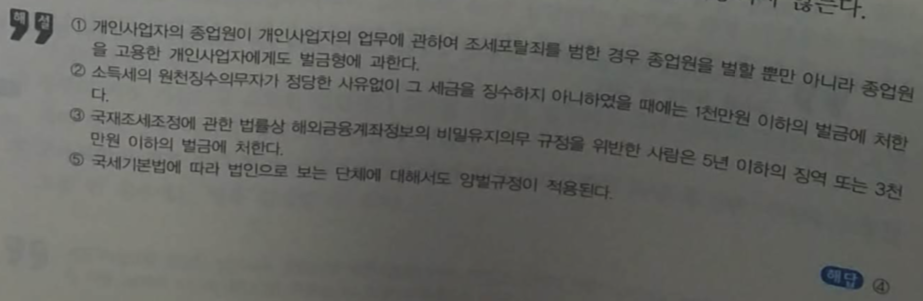 않는다.
해설
① 개인사업자의 종업원이 개인사업자의 업무에 관하여 조세포탈죄를 범한 경우 종업원을 벌할 뿐만 아니라 종업원
을 고용한 개인사업자에게도 벌금형에 과한다.
② 소득세의 원천징수의무자가 정당한 사유없이 그 세금을 징수하지 아니하였을 때에는 1천만원 이하의 벌금에 처한
다.
③ 국재조세조정에 관한 법률상 해외금융계좌정보의 비밀유지의무 규정을 위반한 사람은 5년 이하의 징역 또는 3천
만원 이하의 벌금에 처한다.
⑤ 국세기본법에 따라 법인으로 보는 단체에 대해서도 양벌규정이 적용된다.
해답 ④